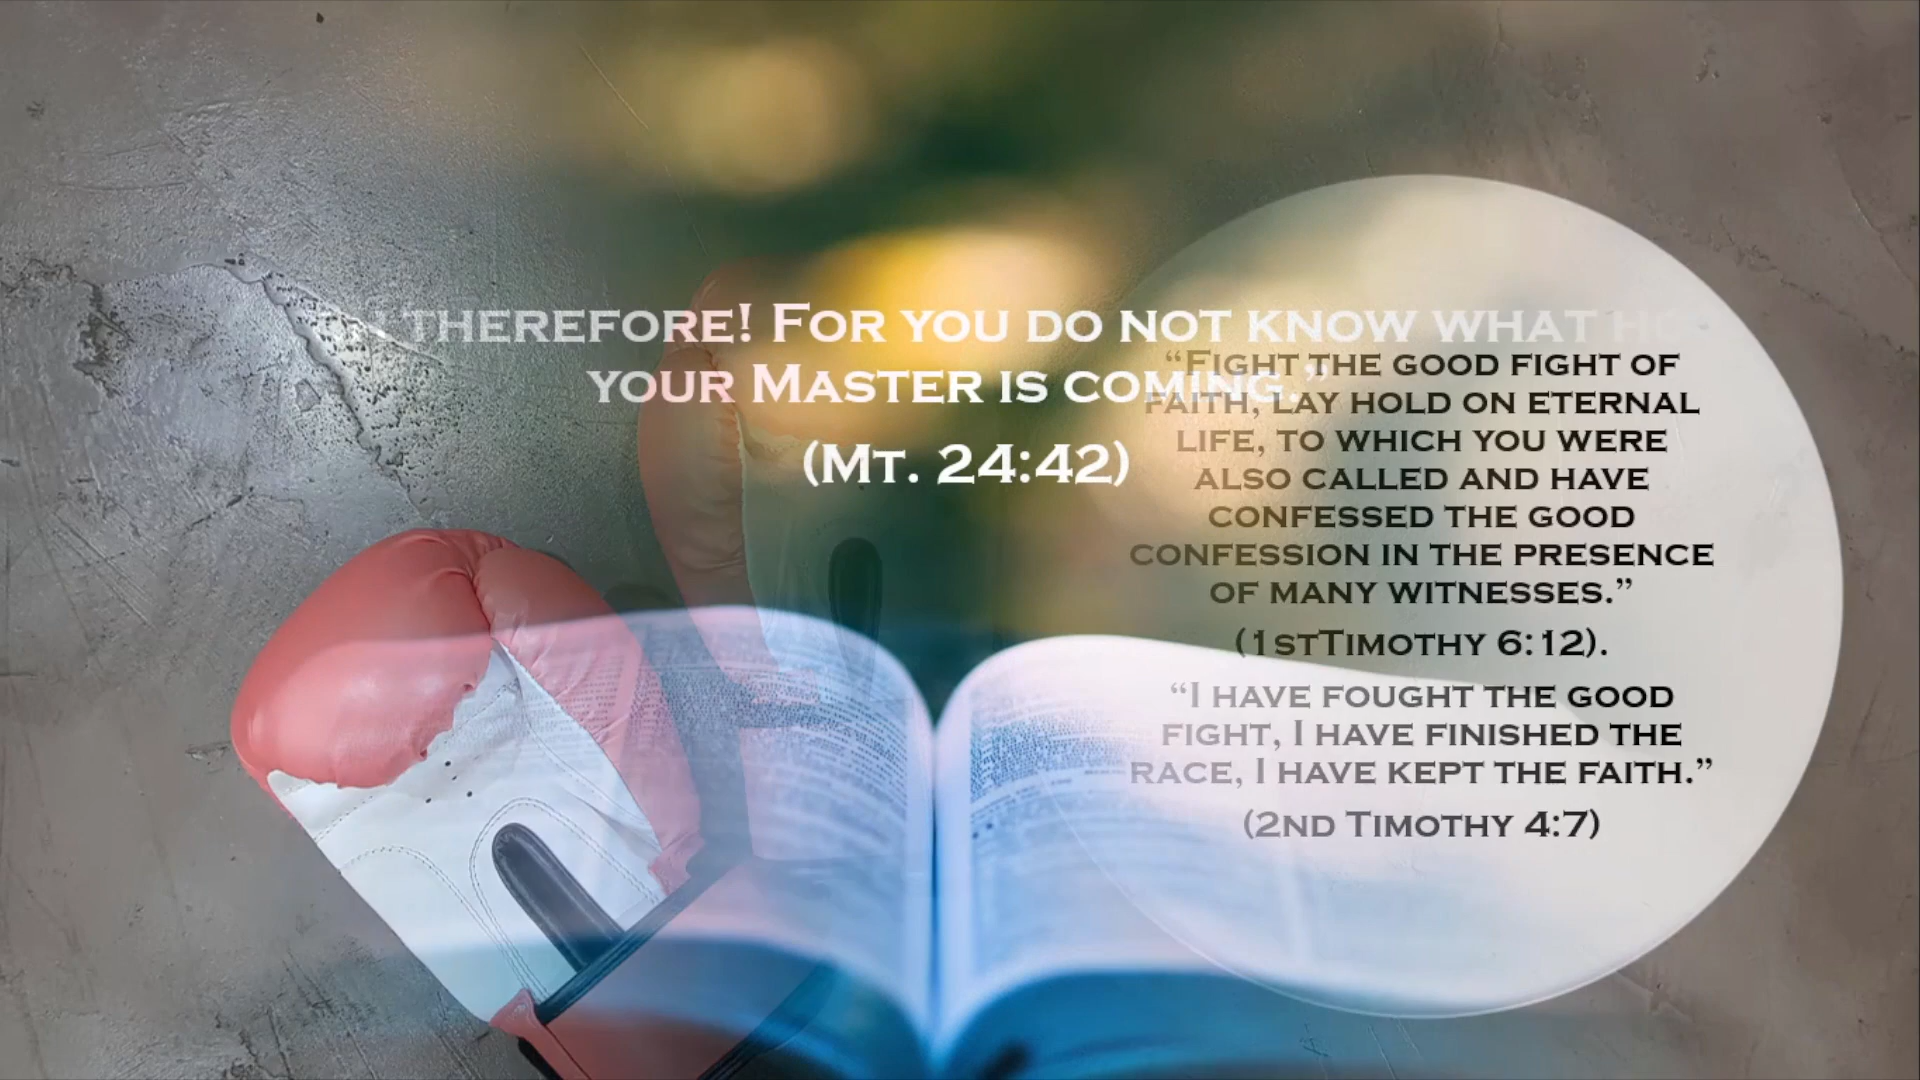 THEREFORE! FOR YOU DO NOT KNOW WHAT
YOUR MASTER IS COMING.”
(MT. 24:42)
“FIGHT THE GOOD FIGHT OF
FAITH, LAY HOLD ON ETERNAL
LIFE, TO WHICH YOU WERE
ALSO CALLED AND HAVE
CONFESSED THE GOOD
CONFESSION IN THE PRESENCE
OF MANY WITNESSES.”
(1STTIMOTHY 6:12).
“I HAVE FOUGHT THE GOOD
FIGHT, I HAVE FINISHED THE
RACE, I HAVE KEPT THE FAITH.”
(2ND TIMOTHY 4:7)